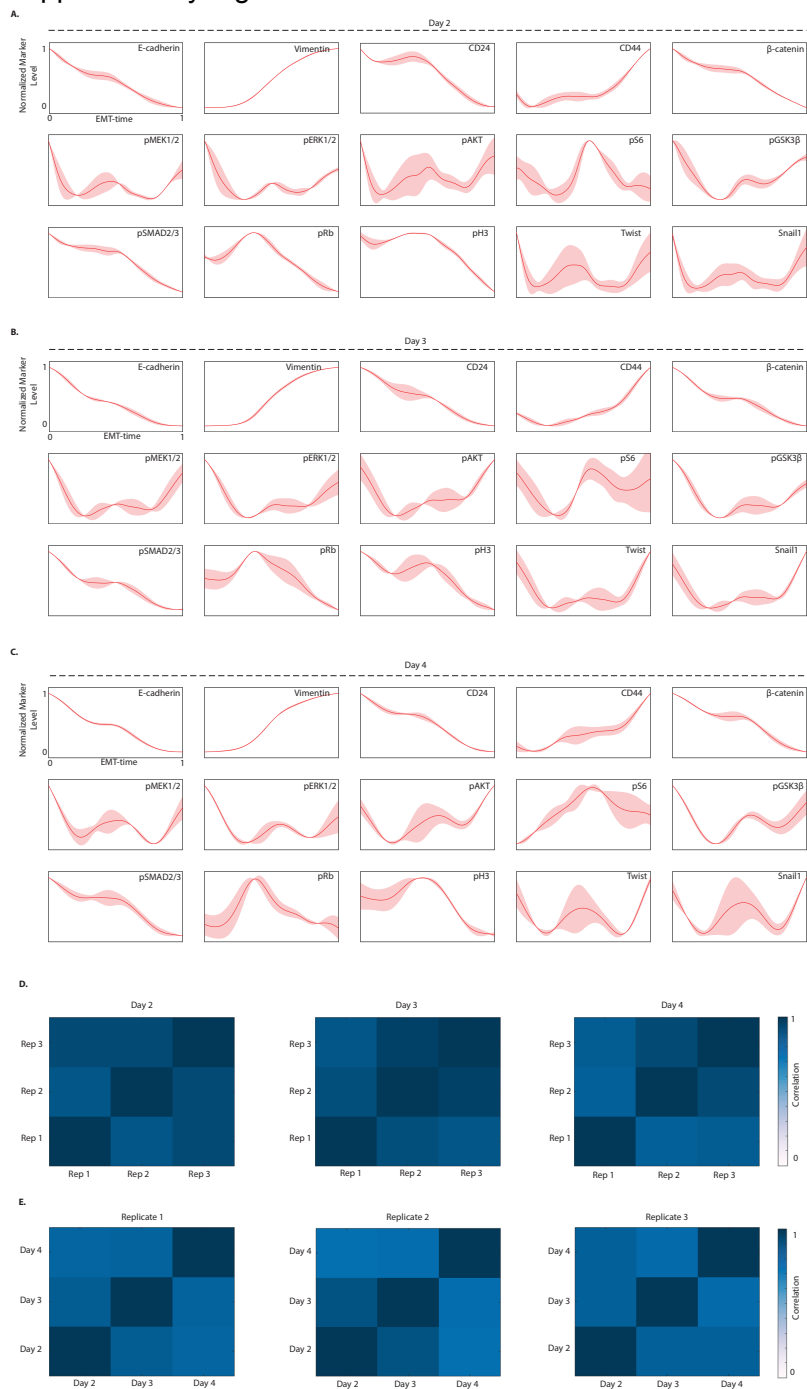 A.
Day 2
Normalized Marker
Level
1
0
E-cadherin
Vimentin
CD24
CD44
β-catenin
0
EMT-time
1
pMEK1/2
pERK1/2
pAKT
pS6
pGSK3β
pSMAD2/3
pRb
pH3
Twist
Snail1
B.
Day 3
Normalized Marker
Level
1
0
E-cadherin
Vimentin
CD24
CD44
β-catenin
0
EMT-time
1
pMEK1/2
pERK1/2
pAKT
pS6
pGSK3β
pSMAD2/3
pRb
pH3
Twist
Snail1
C.
Day 4
Normalized Marker
Level
1
0
E-cadherin
Vimentin
CD24
CD44
β-catenin
0
EMT-time
1
pMEK1/2
pERK1/2
pAKT
pS6
pGSK3β
pSMAD2/3
pRb
pH3
Twist
Snail1
D.
Day 2
Rep 3
Rep 2
Rep 1
Rep 1 Rep 2 Rep 3
Day 3
Rep 3
Rep 2
Rep 1
Rep 1 Rep 2 Rep 3
Day 4
Rep 3
Rep 2
Rep 1
Rep 1 Rep 2 Rep 3
1
Correlation
0
E.
Replicate 1
Day 4
Day 3
Day 2
Day 2 Day 3 Day 4
Replicate 2
Day 4
Day 3
Day 2
Day 2 Day 3 Day 4
Replicate 3
Day 4
Day 3
Day 2
Day 2 Day 3 Day 4
1
Correlation
0